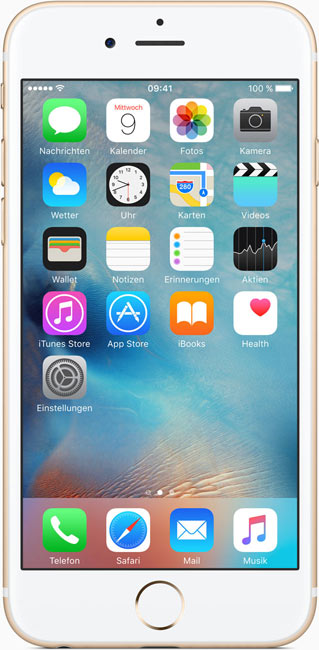 09:41 100 %
Mittwoch
9
Nachrichten Kalender Fotos Kamera
280
Wetter Uhr Karten Videos
Wallet Notizen Erinnerungen Aktien
iTunes Store App Store iBooks Health
Einstellungen
Telefon Safari Mail Musik